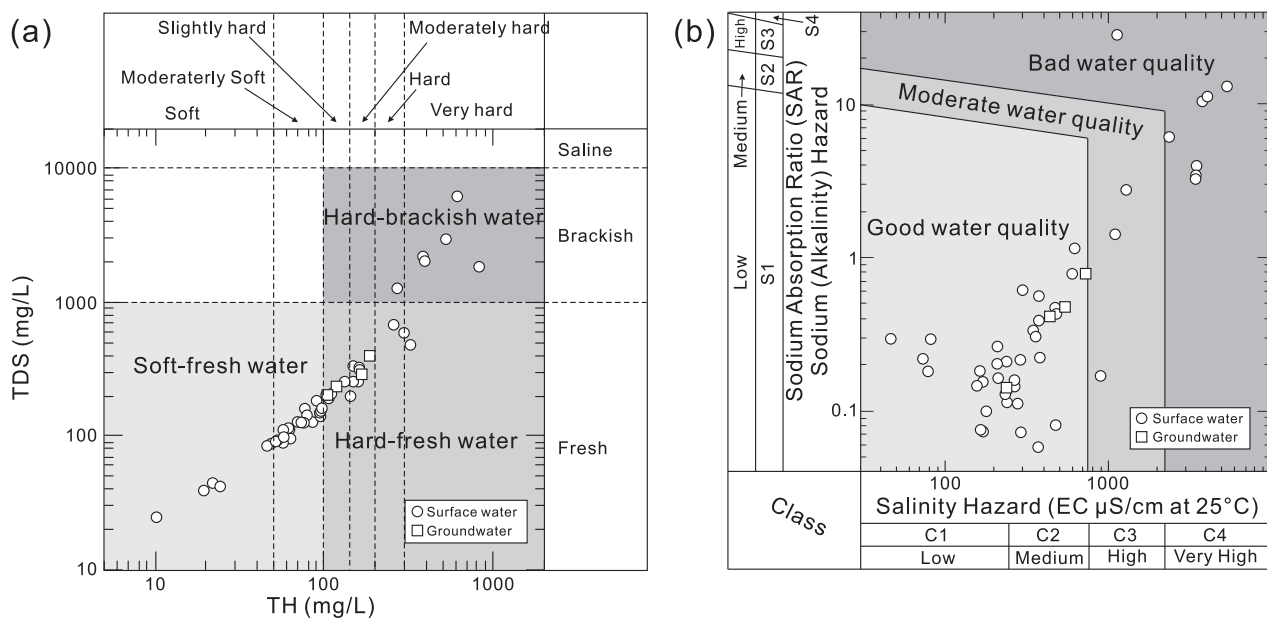 (a)
Slightly hard
Moderately hard
Moderaterly Soft
Hard
Soft
Very hard
10
100
1000
Saline
10000
Hard-brackish water
Brackish
1000
Soft-fresh water
TDS (mg/L)
100
Hard-fresh water
Fresh
Surface water
Groundwater
10
10
100
1000
TH (mg/L)
(b)
High
S3
S4
S2
Medium
Low
S1
Sodium Absorption Ratio (SAR)
Sodium (Alkalinity) Hazard
Bad water quality
10
Moderate water quality
Good water quality
1
0.1
Surface water
Groundwater
100
1000
Class
Salinity Hazard (EC µS/cm at 25°C)
C1
C2
C3
C4
Low
Medium
High
Very High